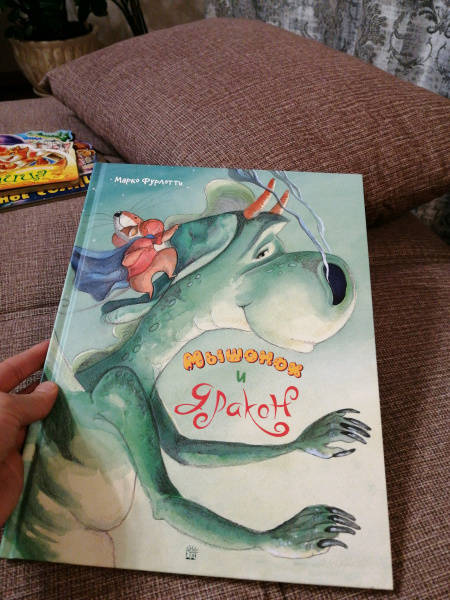 Марко Фурлотти
Мышонок
и
Дракон